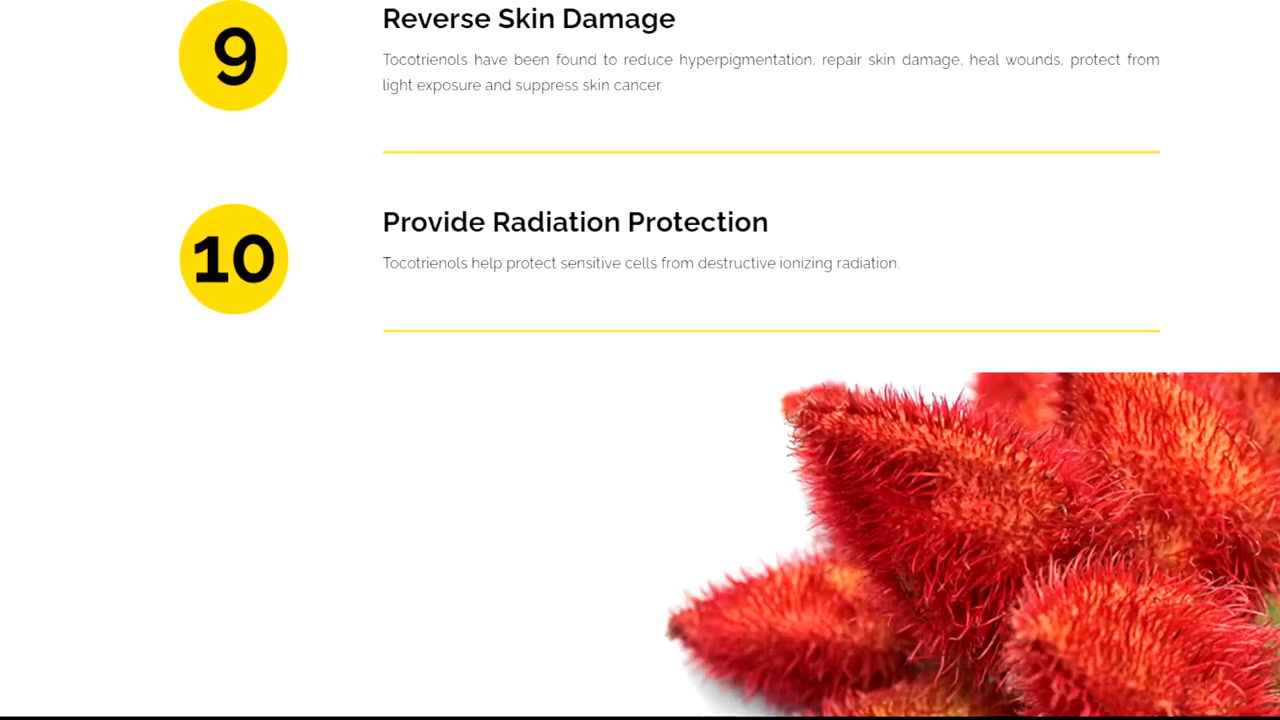 9
Reverse Skin Damage
Tocotrienols have been found to reduce hyperpigmentation, repair skin damage, heal wounds, protect from
light exposure and suppress skin cancer.
10
Provide Radiation Protection
Tocotrienols help protect sensitive cells from destructive ionizing radiation.